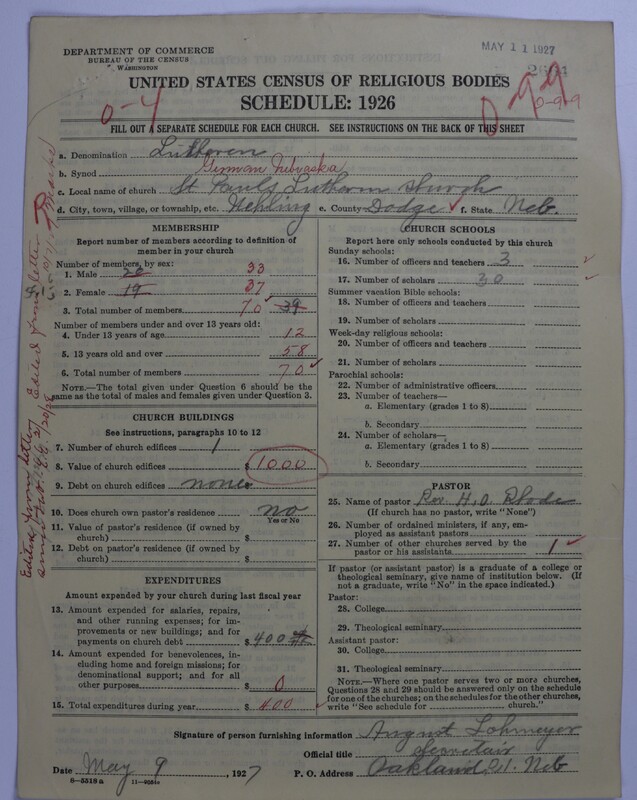 MAY 11 1927
DEPARTMENT OF COMMERCE
BUREAU OF THE CENSUS
WASHINGTON
UNITED STATES CENSUS OF RELIGIOUS BODIES
SCHEDULE: 1926
0-4
0-9-9
FILL OUT A SEPARATE SCHEDULE FOR EACH CHURCH. SEE INSTRUCTIONS ON THE BACK OF THIS SHEET
a. Denomination Lutheren
b. Synod German Nebraska
c. Local name of church St Pauls Lutherm
d. City, town, village, or township, etc. Uehling e. County Dodge f. State Neb.
MEMBERSHIP
Report number of members according to definition of member in your church
Number of members, by sex:
1. Male 20 33
2. Female 19 37
3. Total number of members 70 39
Number of members under and over 13 years old:
4. Under 13 years of age 12
5. 13 years old and over 58
6. Total number of members 70
NOTE.—The total given under Question 6 should be the same as the total of males and females given under Question 3.
CHURCH BUILDINGS
See instructions, paragraphs 10 to 12
7. Number of church edifices 1
8. Value of church edifices $ 1000
9. Debt on church edifices none
10. Does church own pastor's residence? no
Yes or No
11. Value of pastor's residence (if owned by church) $
12. Debt on pastor's residence (if owned by church) $
EXPENDITURES
Amount expended by your church during last fiscal year
13. Amount expended for salaries, repairs, and other running expenses; for improvements or new buildings; and for payments on church debt $ 400
14. Amount expended for benevolences, including home and foreign missions; for denominational support; and for all other purposes $ 0
15. Total expenditures during year $ 400
CHURCH SCHOOLS
Report here only schools conducted by this church
Sunday schools:
16. Number of officers and teachers 3
17. Number of scholars 30
Summer vacation Bible schools:
18. Number of officers and teachers
19. Number of scholars
Week-day religious schools:
20. Number of officers and teachers
21. Number of scholars
Parochial schools:
22. Number of administrative officers
23. Number of teachers—
a. Elementary (grades 1 to 8)
b. Secondary
24. Number of scholars—
a. Elementary (grades 1 to 8)
b. Secondary
PASTOR
25. Name of pastor Rev. H. O. Rhode
(If church has no pastor, write "None")
26. Number of ordained ministers, if any, employed as assistant pastors
27. Number of other churches served by the pastor or his assistants 1
If pastor (or assistant pastor) is a graduate of a college or theological seminary, give name of institution below. (If not a graduate, write "No" in the space indicated.)
Pastor:
28. College
29. Theological seminary
Assistant pastor:
30. College
31. Theological seminary
NOTE.—Where one pastor serves two or more churches, Questions 28 and 29 should be answered only on the schedule for one of the churches; on the schedules for the other churches, write "See schedule for church."
Signature of person furnishing information August Lohmeyer
Official title
Date May 9, 1927 P. O. Address Oakland, Neb
8-5518a